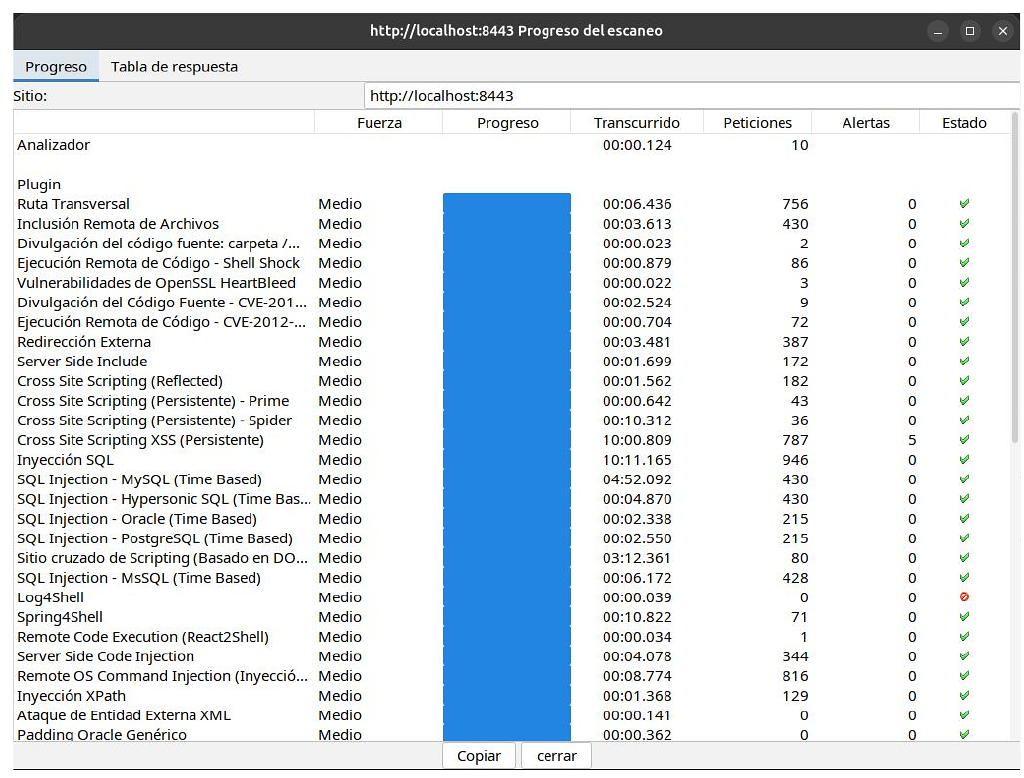 http://localhost:8443 Progreso del escaneo
Progreso Tabla de respuesta
Sitio: http://localhost:8443
Fuerza Progreso Transcurrido Peticiones Alertas Estado
Analizador 00:00.124 10
Plugin
Ruta Transversal Medio 00:06.436 756 0
Inclusión Remota de Archivos Medio 00:03.613 430 0
Divulgación del código fuente: carpeta /... Medio 00:00.023 2 0
Ejecución Remota de Código - Shell Shock Medio 00:00.879 86 0
Vulnerabilidades de OpenSSL HeartBleed Medio 00:00.022 3 0
Divulgación del Código Fuente - CVE-201... Medio 00:02.524 9 0
Ejecución Remota de Código - CVE-2012-... Medio 00:00.704 72 0
Redirección Externa Medio 00:03.481 387 0
Server Side Include Medio 00:01.699 172 0
Cross Site Scripting (Reflected) Medio 00:01.562 182 0
Cross Site Scripting (Persistente) - Prime Medio 00:00.642 43 0
Cross Site Scripting (Persistente) - Spider Medio 00:10.312 36 0
Cross Site Scripting XSS (Persistente) Medio 10:00.809 787 5
Inyección SQL Medio 10:11.165 946 0
SQL Injection - MySQL (Time Based) Medio 04:52.092 430 0
SQL Injection - Hypersonic SQL (Time Bas... Medio 00:04.870 430 0
SQL Injection - Oracle (Time Based) Medio 00:02.338 215 0
SQL Injection - PostgreSQL (Time Based) Medio 00:02.550 215 0
Sitio cruzado de Scripting (Basado en DO... Medio 03:12.361 80 0
SQL Injection - MsSQL (Time Based) Medio 00:06.172 428 0
Log4Shell Medio 00:00.039 0 0
Spring4Shell Medio 00:10.822 71 0
Remote Code Execution (React2Shell) Medio 00:00.034 1 0
Server Side Code Injection Medio 00:04.078 344 0
Remote OS Command Injection (Inyecció... Medio 00:08.774 816 0
Inyección XPath Medio 00:01.368 129 0
Ataque de Entidad Externa XML Medio 00:00.141 0 0
Padding Oracle Genérico Medio 00:00.362 0 0
Copiar cerrar